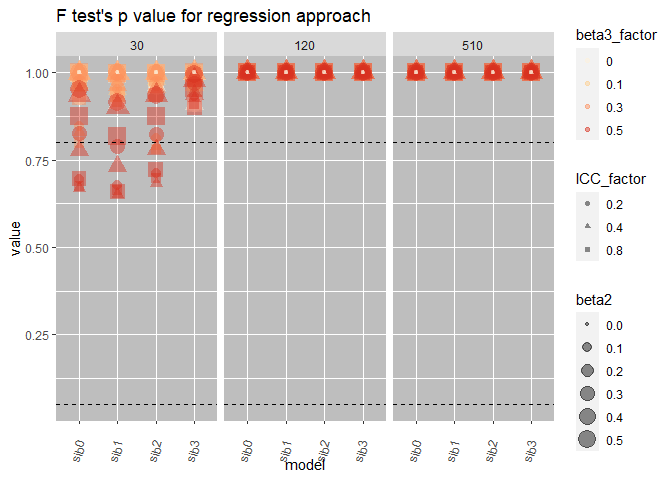 F test's p value for regression approach
30
120
510
value
1.00
0.75
0.50
0.25
sib0
sib1
sib2
sib3
sib0
sib1
sib2
sib3
sib0
sib1
sib2
sib3
model
beta3_factor
0
0.1
0.3
0.5
ICC_factor
0.2
0.4
0.8
beta2
0.0
0.1
0.2
0.3
0.4
0.5